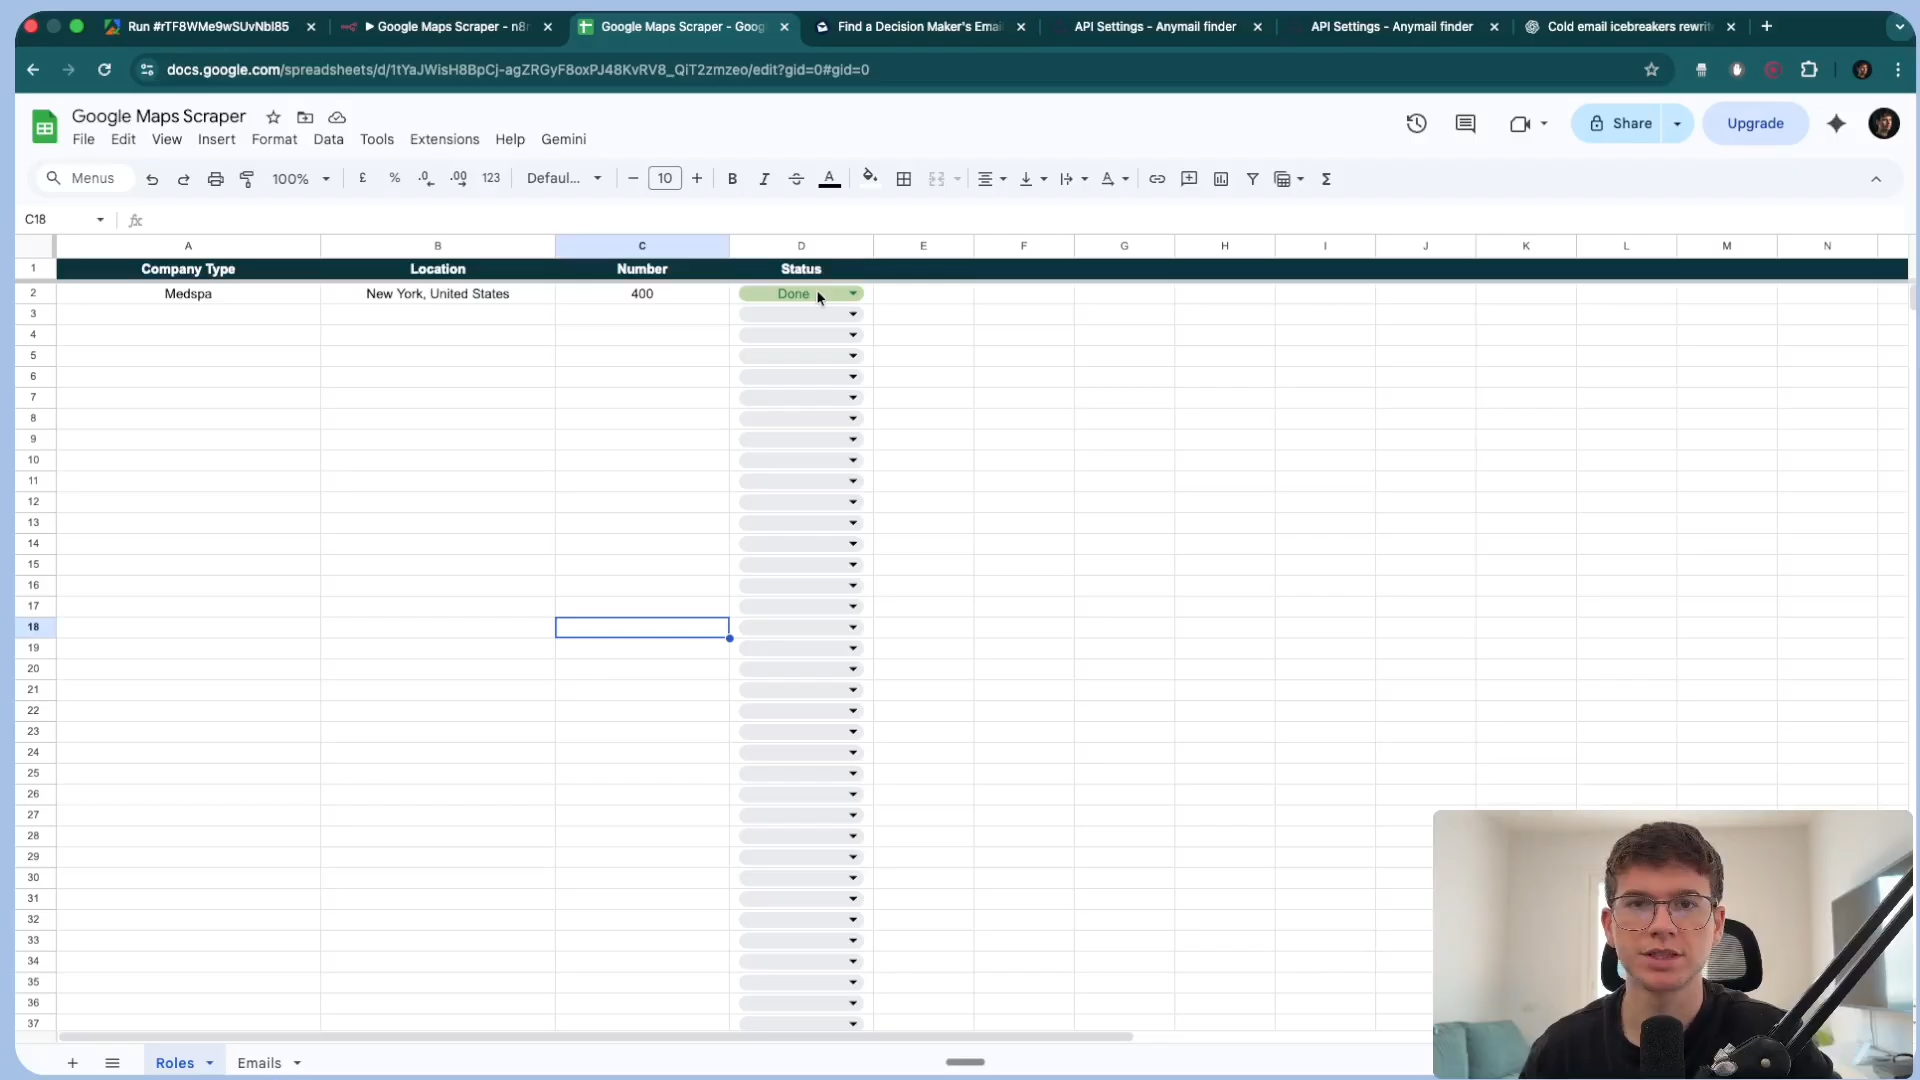 Run #rTF8WMe9wSUvNbl85
Google Maps Scraper - n8n
Google Maps Scraper - Goog
Find a Decision Maker's Emai
API Settings - Anymail finder
API Settings - Anymail finder
Cold email icebreakers rewrit
docs.google.com/spreadsheets/d/1tYaJWisH8BpCj-agZRGyF8oxPJ48KvRV8_QiT2zmzeo/edit?gid=0#gid=0
Google Maps Scraper
File Edit View Insert Format Data Tools Extensions Help Gemini
Share
Upgrade
Menus 100% £ % .0 .00 123 Defaul... 10 B I S A
C18 fx
A B C D E F G H I J K L M N
1 Company Type Location Number Status
2 Medspa New York, United States 400 Done
3
4
5
6
7
8
9
10
11
12
13
14
15
16
17
18
19
20
21
22
23
24
25
26
27
28
29
30
31
32
33
34
35
36
37
Roles Emails